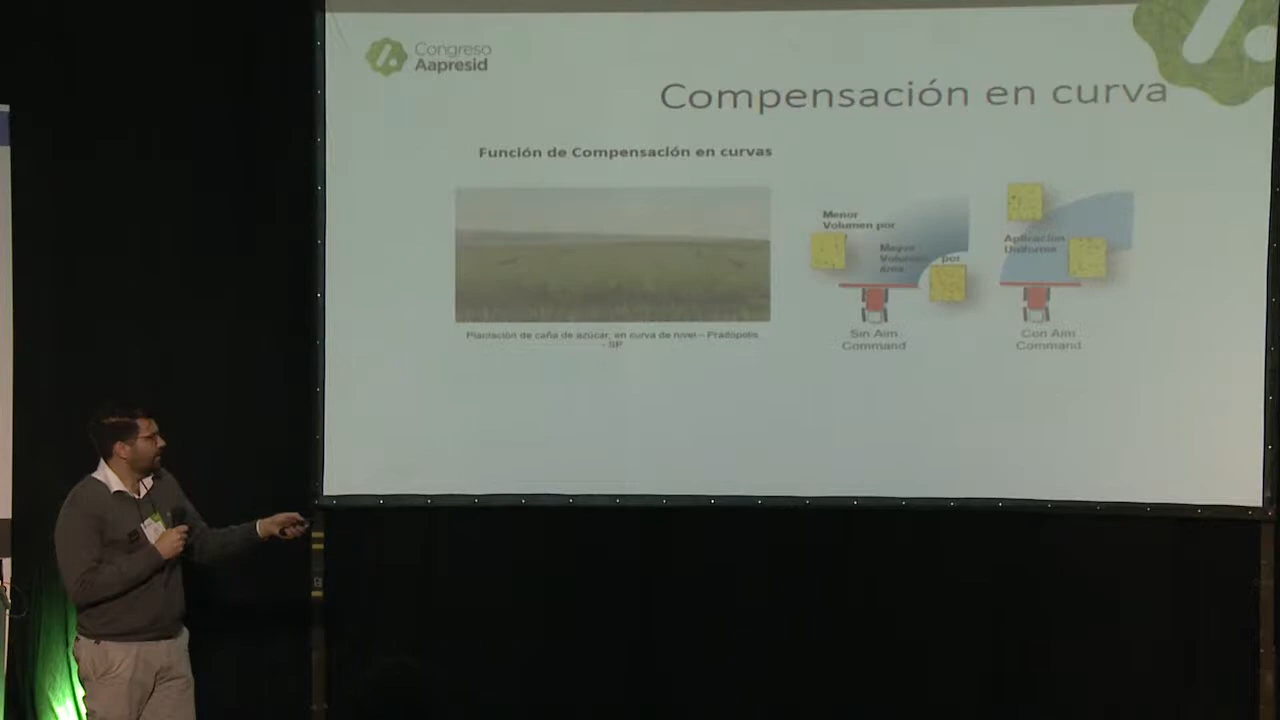 Congreso
Aapresid
Compensación en curva
Función de Compensación en curvas
Menor
Volumen por
Mayor
Volumen por
área
Aplicación
Uniforme
Plantación de caña de azúcar, en curva de nivel – Pradópolis
- SP
Sin Aim
Command
Con Aim
Command